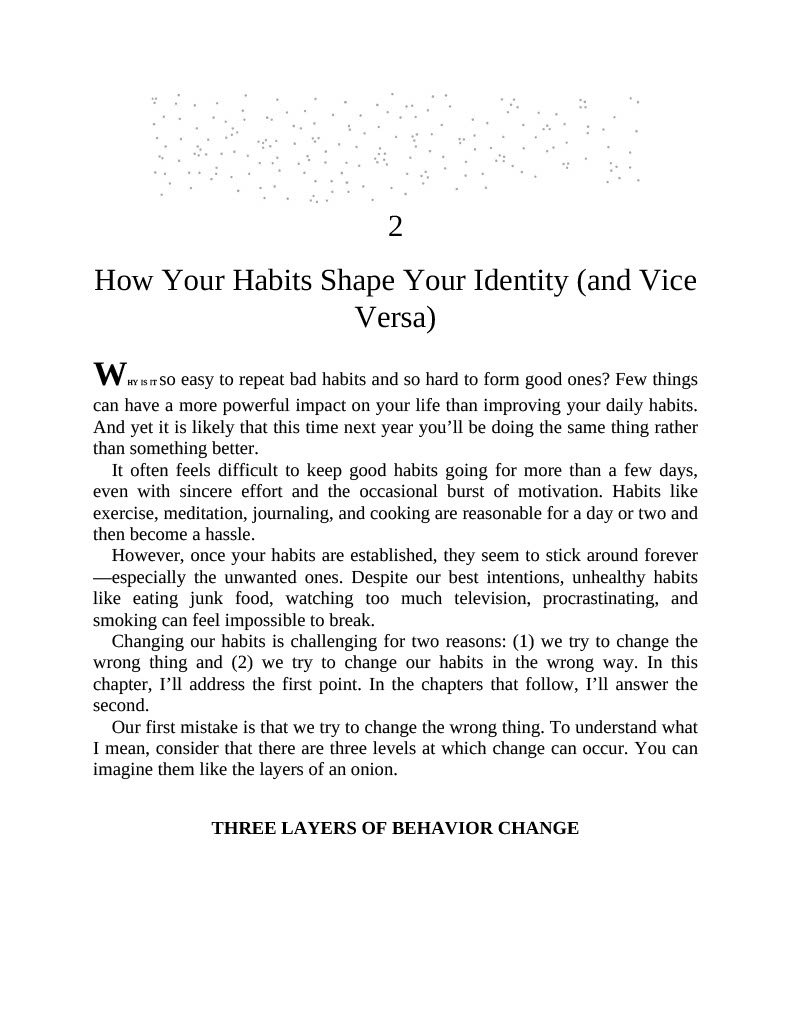 2
How Your Habits Shape Your Identity (and Vice
Versa)
WHY IS IT so easy to repeat bad habits and so hard to form good ones? Few things
can have a more powerful impact on your life than improving your daily habits.
And yet it is likely that this time next year you’ll be doing the same thing rather
than something better.
It often feels difficult to keep good habits going for more than a few days,
even with sincere effort and the occasional burst of motivation. Habits like
exercise, meditation, journaling, and cooking are reasonable for a day or two and
then become a hassle.
However, once your habits are established, they seem to stick around forever
—especially the unwanted ones. Despite our best intentions, unhealthy habits
like eating junk food, watching too much television, procrastinating, and
smoking can feel impossible to break.
Changing our habits is challenging for two reasons: (1) we try to change the
wrong thing and (2) we try to change our habits in the wrong way. In this
chapter, I’ll address the first point. In the chapters that follow, I’ll answer the
second.
Our first mistake is that we try to change the wrong thing. To understand what
I mean, consider that there are three levels at which change can occur. You can
imagine them like the layers of an onion.
THREE LAYERS OF BEHAVIOR CHANGE